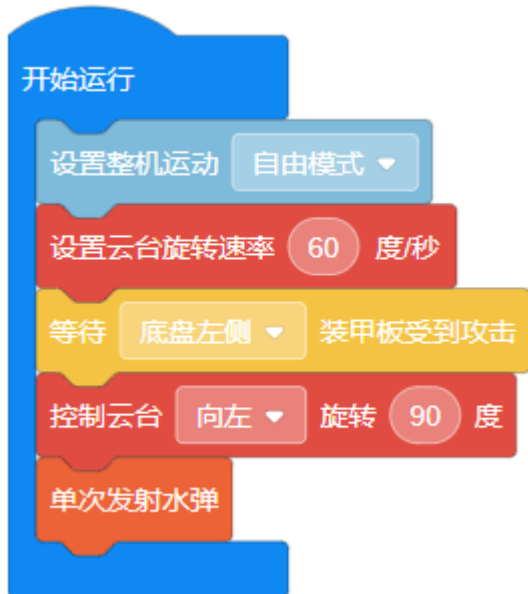 开始运行
设置整机运动 自由模式
设置云台旋转速率 60 度/秒
等待 底盘左侧 装甲板受到攻击
控制云台 向左 旋转 90 度
单次发射水弹